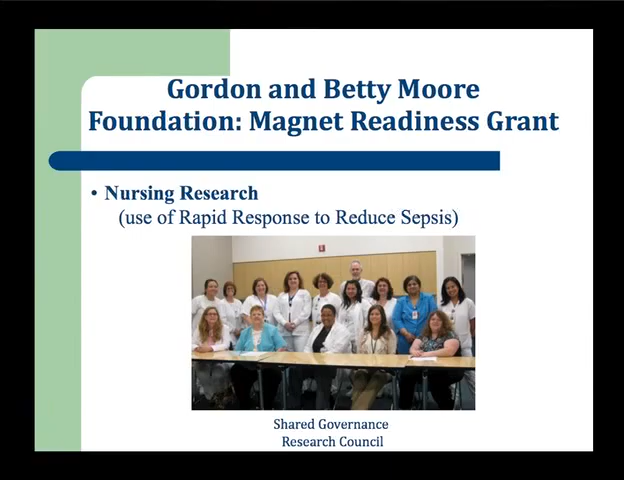 Gordon and Betty Moore
Foundation: Magnet Readiness Grant
• Nursing Research
(use of Rapid Response to Reduce Sepsis)
Shared Governance
Research Council